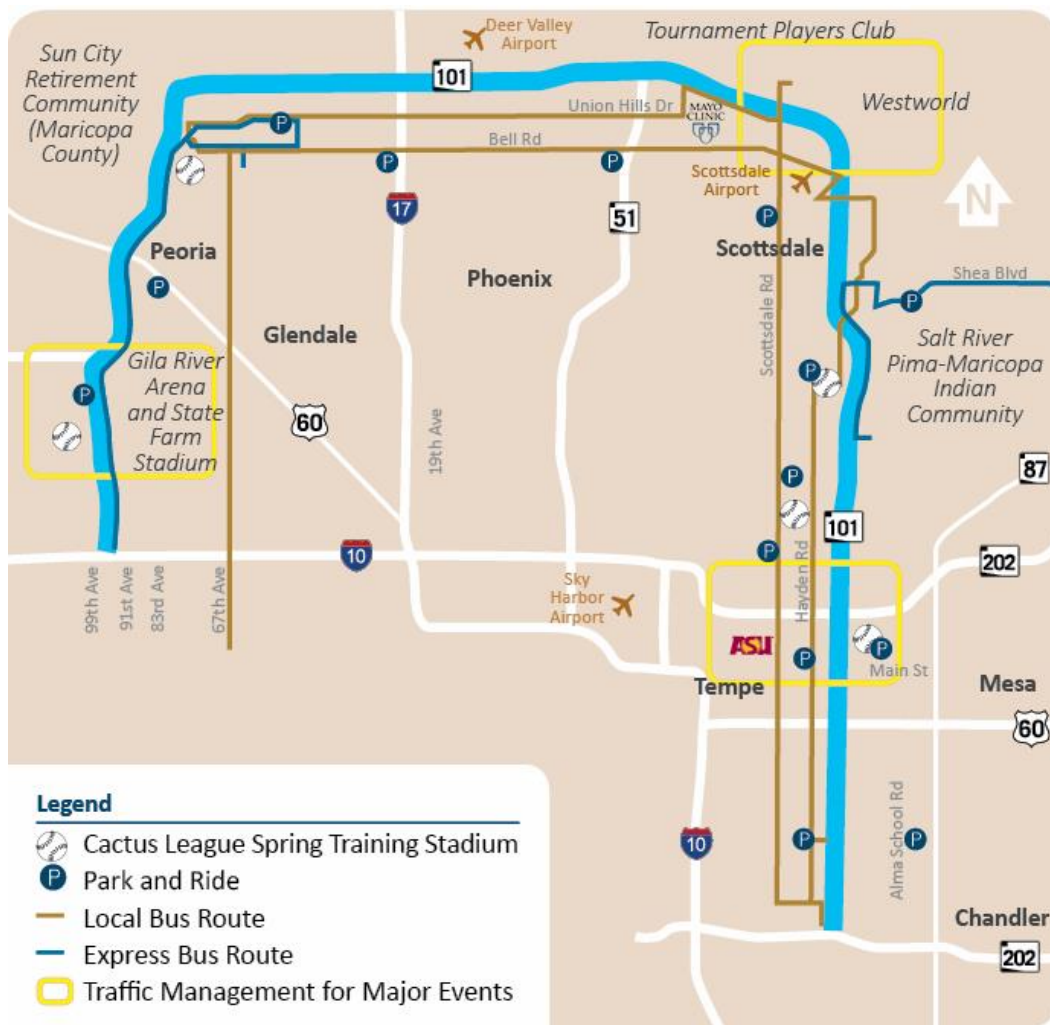 Deer Valley
Airport
Tournament Players Club
Sun City
Retirement
Community
(Maricopa
County)
101
Westworld
Union Hills Dr
MAYO
CLINIC
Bell Rd
P
P
P
Scottsdale
Airport
N
17
51
P
Peoria
Scottsdale
Phoenix
Shea Blvd
P
P
Glendale
Scottsdale Rd
Salt River
Pima-Maricopa
Indian
Community
Gila River
Arena
and State
Farm
Stadium
P
P
60
19th Ave
87
P
101
10
P
202
Hayden Rd
99th Ave
91st Ave
83rd Ave
67th Ave
Sky
Harbor
Airport
ASU
P
P
Main St
Tempe
Mesa
60
Legend
Cactus League Spring Training Stadium
P Park and Ride
Local Bus Route
Express Bus Route
Traffic Management for Major Events
10
P
P
Alma School Rd
Chandler
202